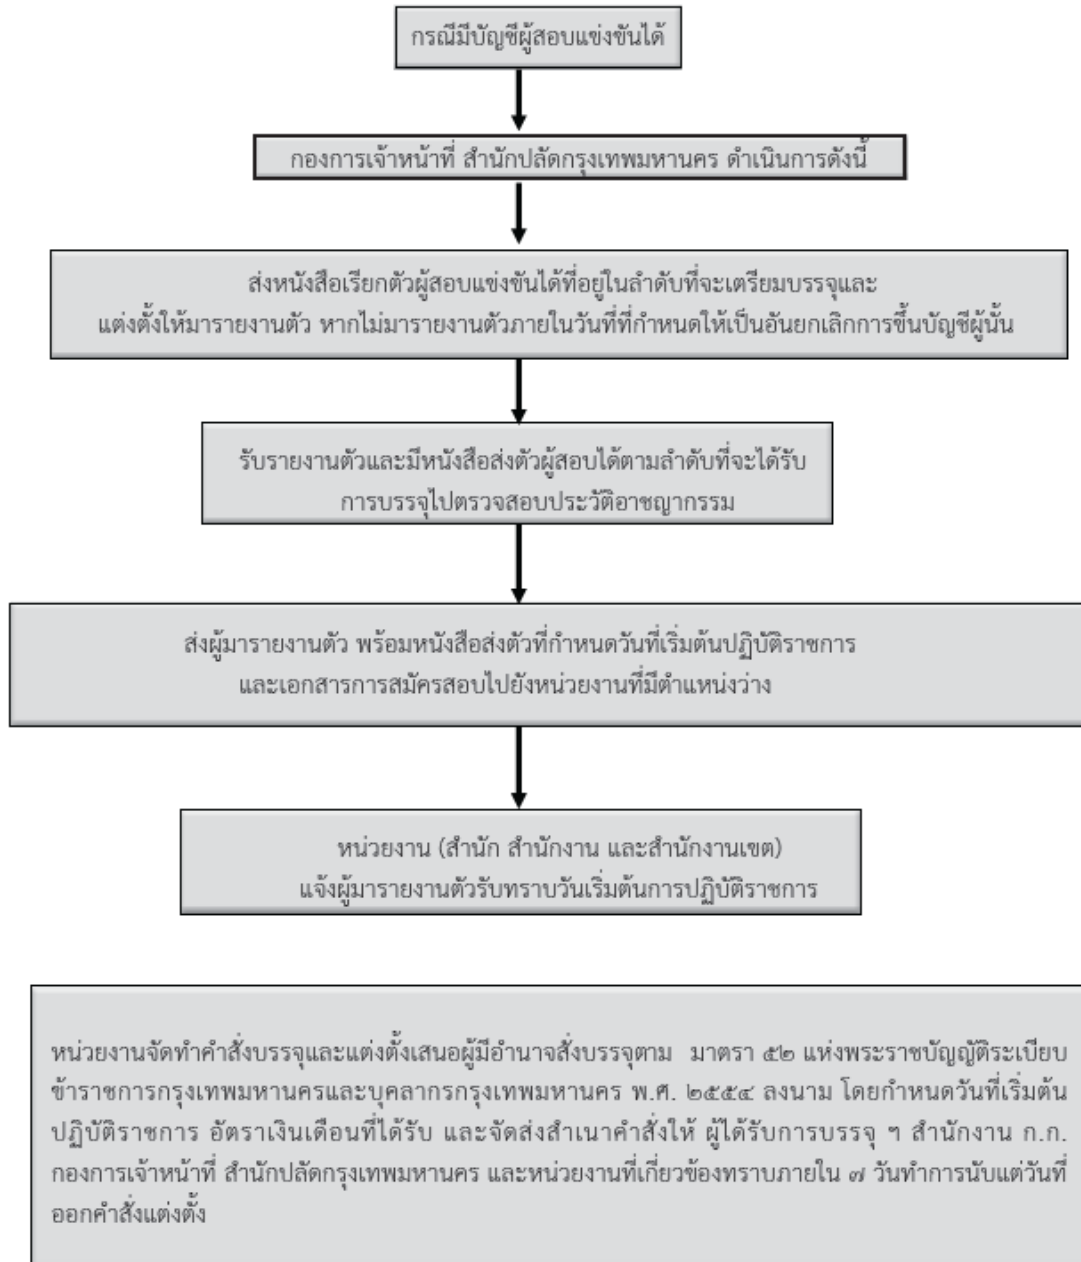 กรณีมีบัญชีผู้สอบแข่งขันได้
กองการเจ้าหน้าที่ สำนักปลัดกรุงเทพมหานคร ดำเนินการดังนี้
ส่งหนังสือเรียกตัวผู้สอบแข่งขันได้ที่อยู่ในลำดับที่จะเตรียมบรรจุและ
แต่งตั้งให้มารายงานตัว หากไม่มารายงานตัวภายในวันที่ที่กำหนดให้เป็นอันยกเลิกการขึ้นบัญชีผู้นั้น
รับรายงานตัวและมีหนังสือส่งตัวผู้สอบได้ตามลำดับที่จะได้รับ
การบรรจุไปตรวจสอบประวัติอาชญากรรม
ส่งผู้มารายงานตัว พร้อมหนังสือส่งตัวที่กำหนดวันที่เริ่มต้นปฏิบัติราชการ
และเอกสารการสมัครสอบไปยังหน่วยงานที่มีตำแหน่งว่าง
หน่วยงาน (สำนัก สำนักงาน และสำนักงานเขต)
แจ้งผู้มารายงานตัวรับทราบวันเริ่มต้นการปฏิบัติราชการ
หน่วยงานจัดทำคำสั่งบรรจุและแต่งตั้งเสนอผู้มีอำนาจสั่งบรรจุตาม มาตรา ๕๒ แห่งพระราชบัญญัติระเบียบ
ข้าราชการกรุงเทพมหานครและบุคลากรกรุงเทพมหานคร พ.ศ. ๒๕๕๔ ลงนาม โดยกำหนดวันที่เริ่มต้น
ปฏิบัติราชการ อัตราเงินเดือนที่ได้รับ และจัดส่งสำเนาคำสั่งให้ ผู้ได้รับการบรรจุ ฯ สำนักงาน ก.ก.
กองการเจ้าหน้าที่ สำนักปลัดกรุงเทพมหานคร และหน่วยงานที่เกี่ยวข้องทราบภายใน ๗ วันทำการนับแต่วันที่
ออกคำสั่งแต่งตั้ง